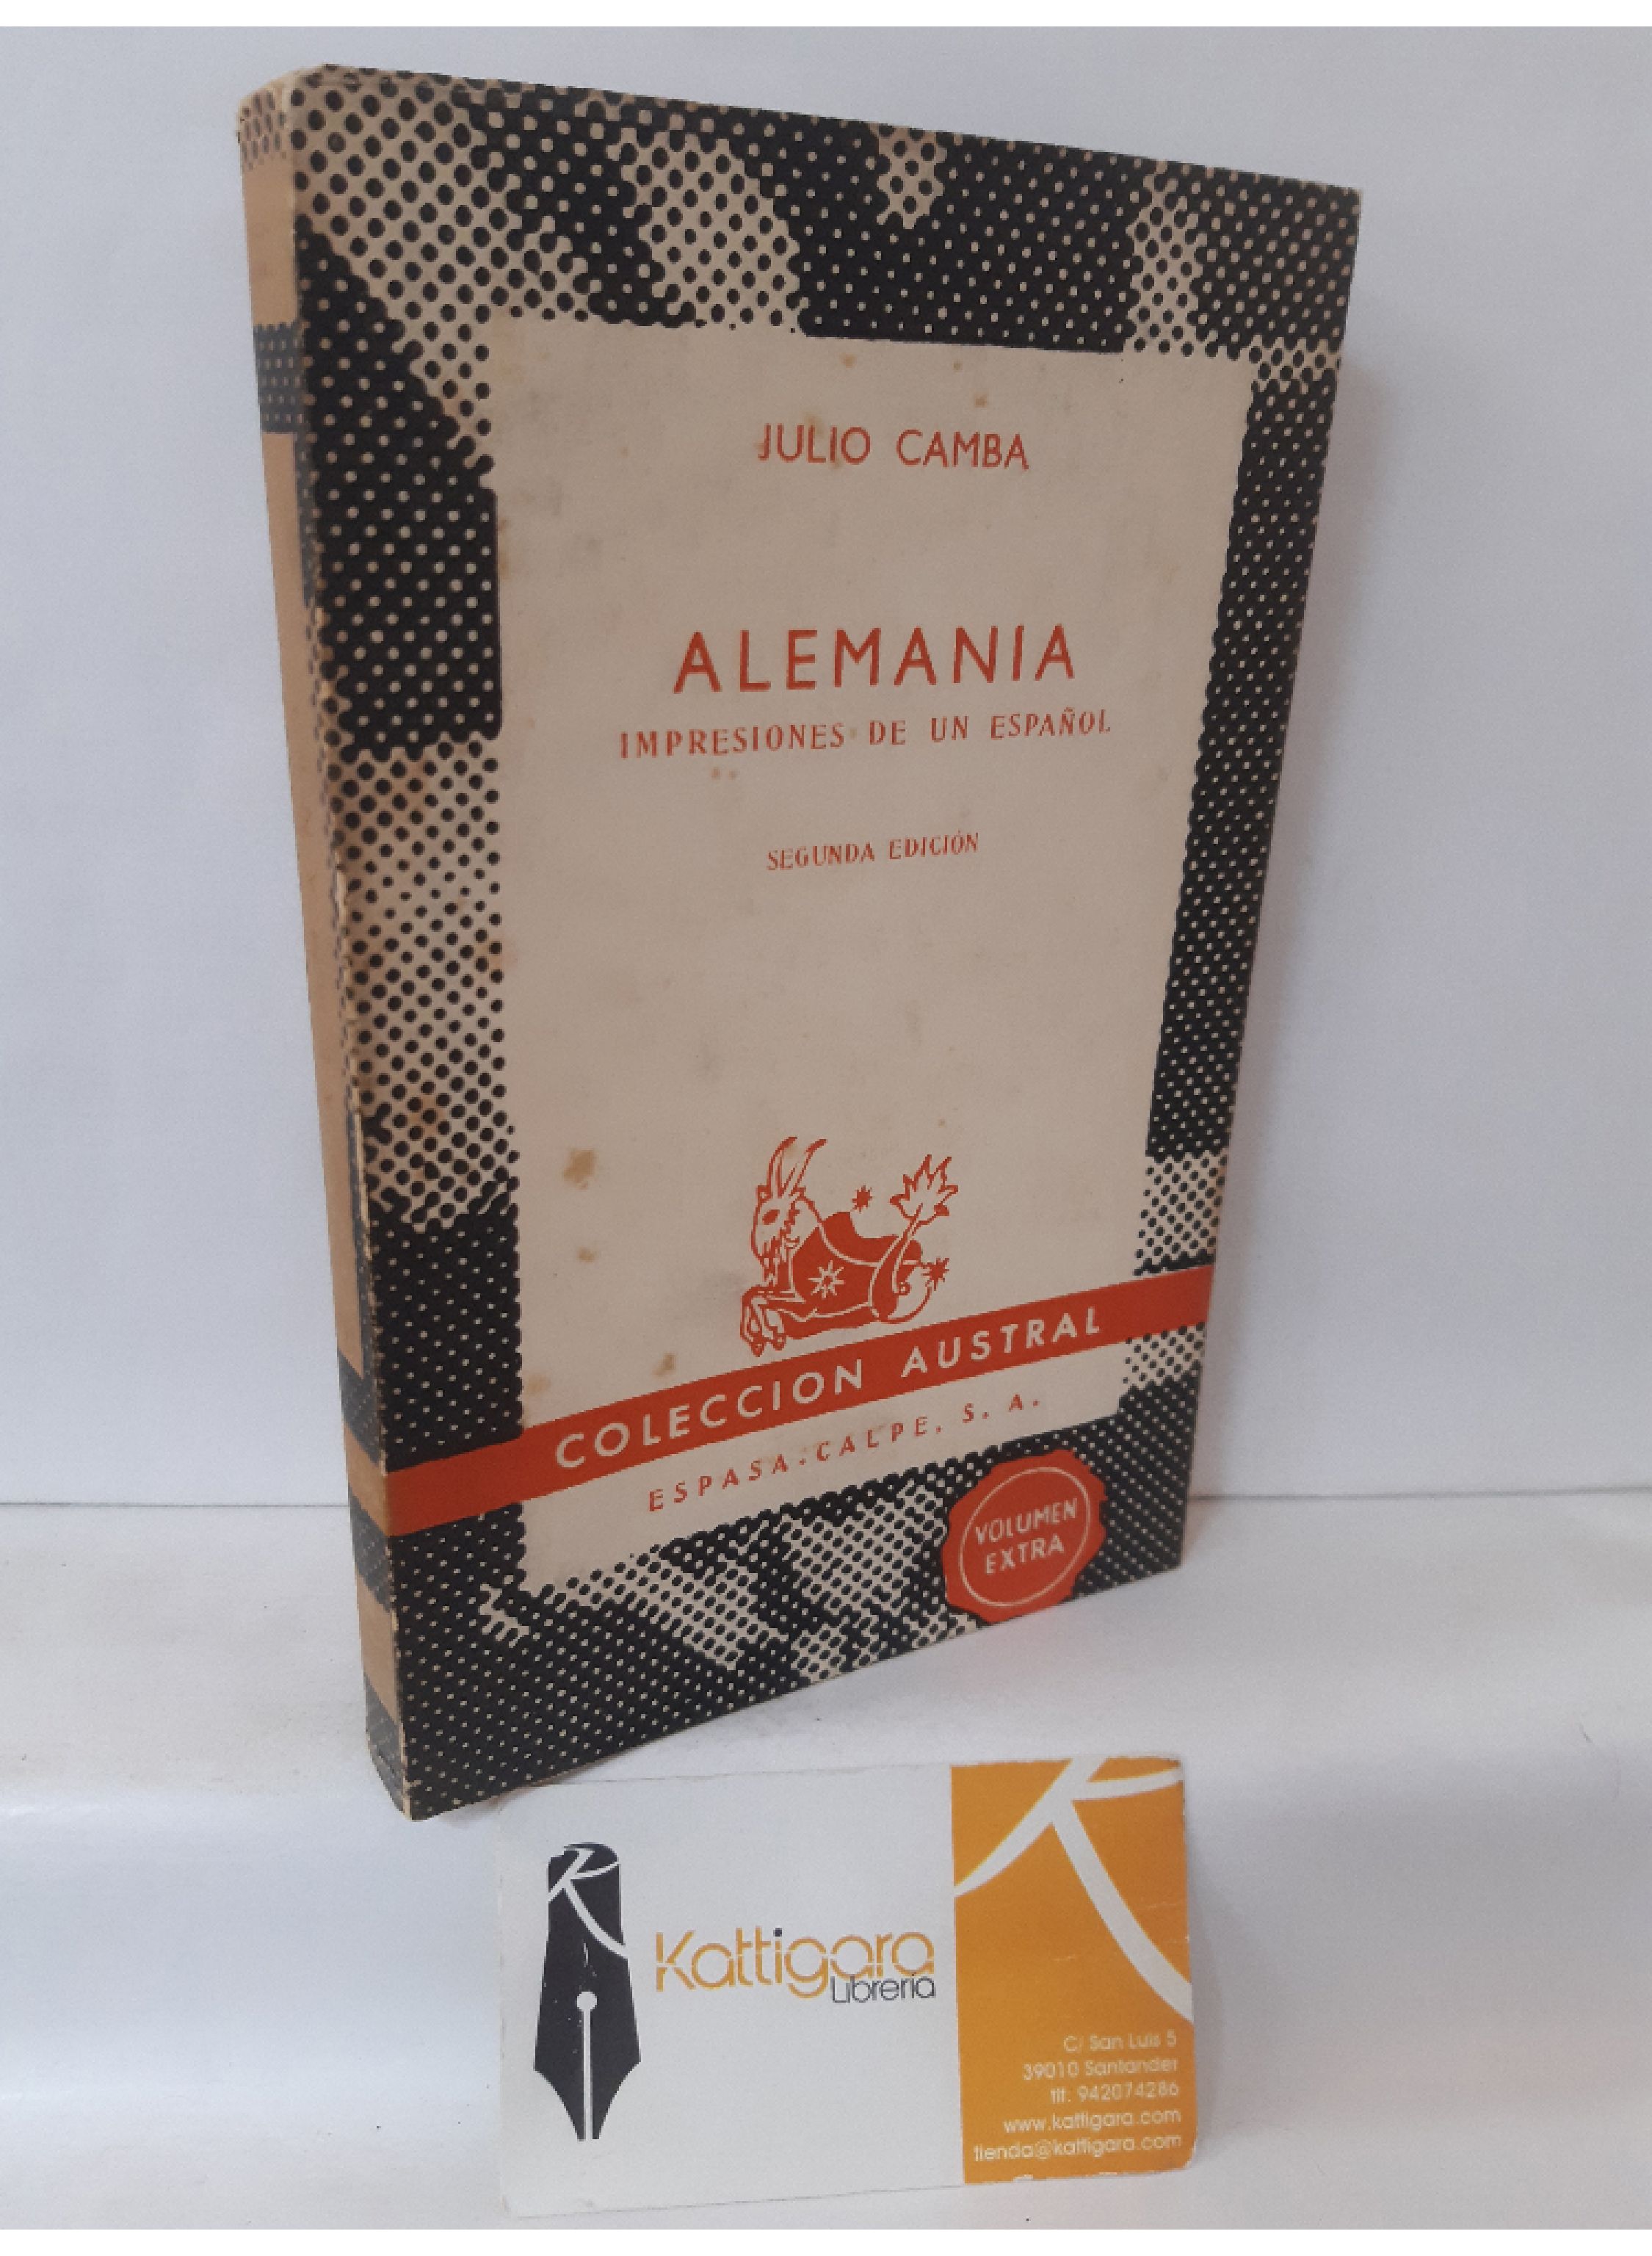 JULIO CAMBA
ALEMANIA
IMPRESIONES DE UN ESPAÑOL
SEGUNDA EDICIÓN
COLECCION AUSTRAL
ESPASA-CALPE, S. A.
VOLUMEN
EXTRA
Kattigara
Librería
C/ San Luis 5
39010 Santander
tlf. 942074286
www.kattigara.com
tienda@kattigara.com